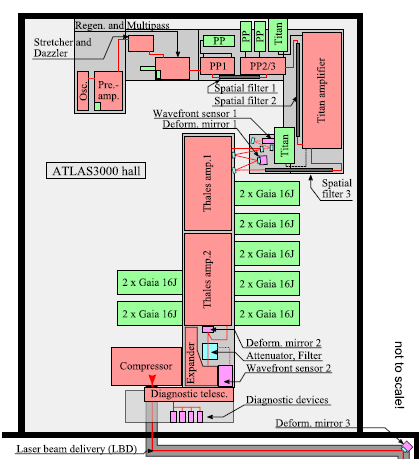 Regen. and Multipass
Stretcher and
Dazzler
PP
PP
PP
Titan
Osc.
Pre.-
amp.
PP1
PP2/3
Titan amplifier
Spatial filter 1
Spatial filter 2
Wavefront sensor 1
Deform. mirror 1
Titan
ATLAS3000 hall
Thales amp.1
Spatial
filter 3
2 x Gaia 16J
2 x Gaia 16J
2 x Gaia 16J
Thales amp.2
2 x Gaia 16J
2 x Gaia 16J
2 x Gaia 16J
2 x Gaia 16J
Deform. mirror 2
Attenuator, Filter
Wavefront sensor 2
Expander
Compressor
Diagnostic telesc.
Diagnostic devices
not to scale!
Deform. mirror 3
Laser beam delivery (LBD)